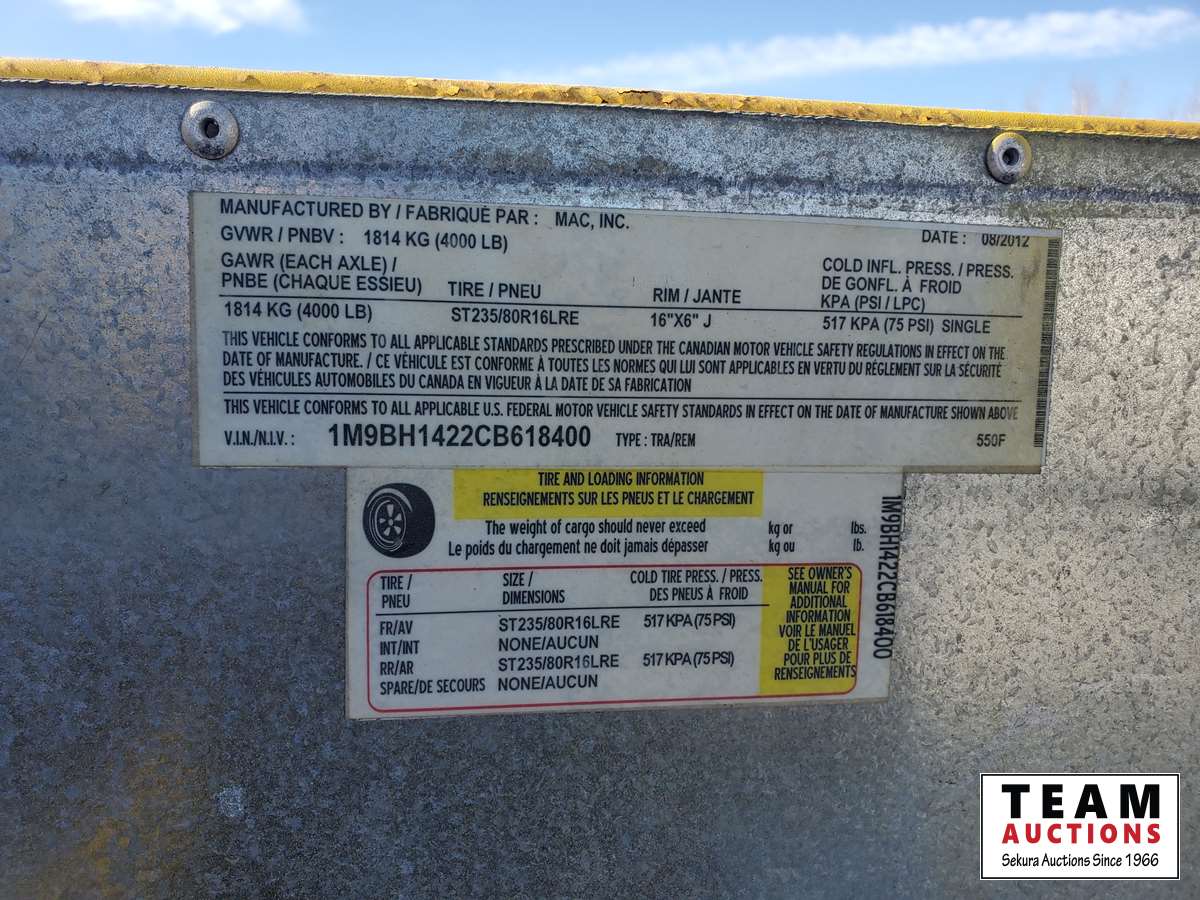 MANUFACTURED BY / FABRIQUÉ PAR : MAC, INC.
GVWR / PNBV : 1814 KG (4000 LB) DATE : 08/2012
GAWR (EACH AXLE) /
PNBE (CHAQUE ESSIEU) TIRE / PNEU RIM / JANTE COLD INFL. PRESS. / PRESS.
DE GONFL. À FROID
KPA (PSI / LPC)
1814 KG (4000 LB) ST235/80R16LRE 16"X6" J 517 KPA (75 PSI) SINGLE
THIS VEHICLE CONFORMS TO ALL APPLICABLE STANDARDS PRESCRIBED UNDER THE CANADIAN MOTOR VEHICLE SAFETY REGULATIONS IN EFFECT ON THE
DATE OF MANUFACTURE. / CE VÉHICULE EST CONFORME À TOUTES LES NORMES QUI LUI SONT APPLICABLES EN VERTU DU RÈGLEMENT SUR LA SÉCURITÉ
DES VÉHICULES AUTOMOBILES DU CANADA EN VIGUEUR À LA DATE DE SA FABRICATION
THIS VEHICLE CONFORMS TO ALL APPLICABLE U.S. FEDERAL MOTOR VEHICLE SAFETY STANDARDS IN EFFECT ON THE DATE OF MANUFACTURE SHOWN ABOVE
V.I.N./N.I.V. : 1M9BH1422CB618400 TYPE : TRA/REM 550F
TIRE AND LOADING INFORMATION
RENSEIGNEMENTS SUR LES PNEUS ET LE CHARGEMENT
The weight of cargo should never exceed kg or lbs.
Le poids du chargement ne doit jamais dépasser kg ou lb.
TIRE / PNEU SIZE / DIMENSIONS COLD TIRE PRESS. / PRESS. DES PNEUS À FROID
FR/AV ST235/80R16LRE 517 KPA (75 PSI)
INT/INT NONE/AUCUN
RR/AR ST235/80R16LRE 517 KPA (75 PSI)
SPARE/DE SECOURS NONE/AUCUN
SEE OWNER'S
MANUAL FOR
ADDITIONAL
INFORMATION
VOIR LE MANUEL
DE L'USAGER
POUR PLUS DE
RENSEIGNEMENTS
1M9BH1422CB618400
TEAM
AUCTIONS
Sekura Auctions Since 1966